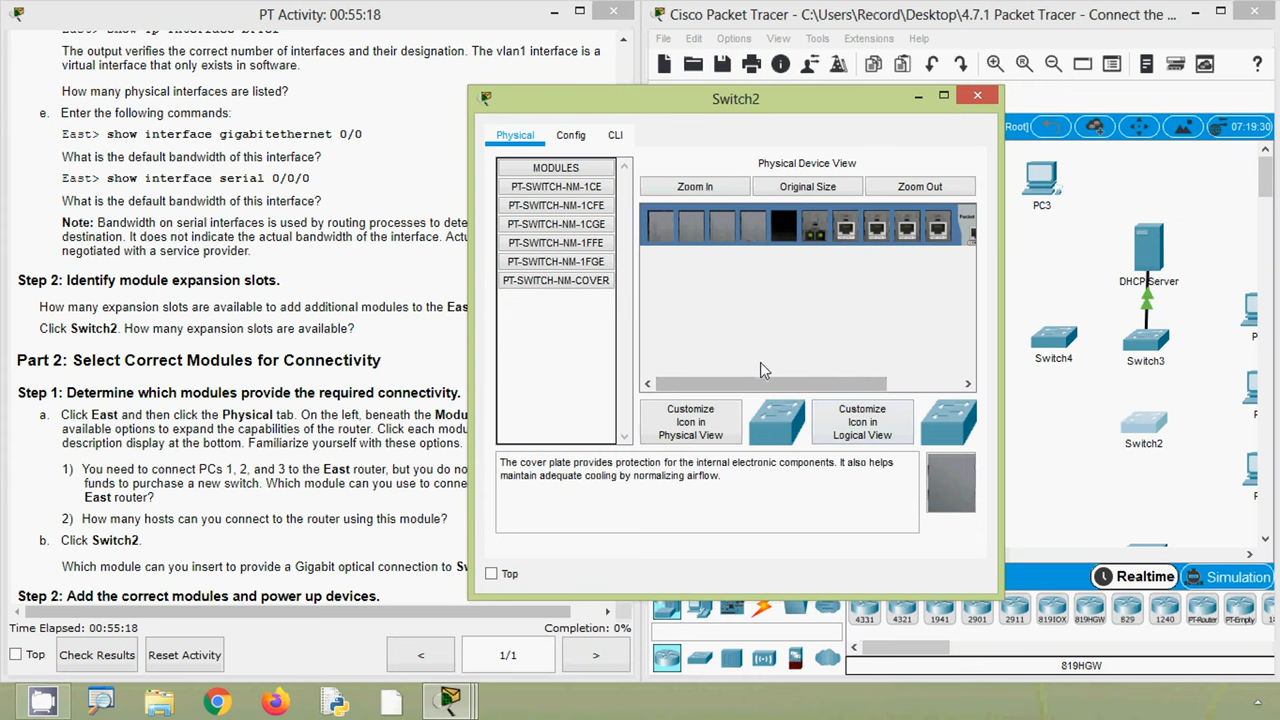 PT Activity: 00:55:18
East> show ip interface brief
The output verifies the correct number of interfaces and their designation. The vlan1 interface is a
virtual interface that only exists in software.
How many physical interfaces are listed?
e. Enter the following commands:
East> show interface gigabitethernet 0/0
What is the default bandwidth of this interface?
East> show interface serial 0/0/0
What is the default bandwidth of this interface?
Note: Bandwidth on serial interfaces is used by routing processes to dete
destination. It does not indicate the actual bandwidth of the interface. Actu
negotiated with a service provider.
Step 2: Identify module expansion slots.
How many expansion slots are available to add additional modules to the Eas
Click Switch2. How many expansion slots are available?
Part 2: Select Correct Modules for Connectivity
Step 1: Determine which modules provide the required connectivity.
a. Click East and then click the Physical tab. On the left, beneath the Modu
available options to expand the capabilities of the router. Click each modu
description display at the bottom. Familiarize yourself with these options.
1) You need to connect PCs 1, 2, and 3 to the East router, but you do no
funds to purchase a new switch. Which module can you use to conne
East router?
2) How many hosts can you connect to the router using this module?
b. Click Switch2.
Which module can you insert to provide a Gigabit optical connection to Sw
Step 2: Add the correct modules and power up devices.
Time Elapsed: 00:55:18
Completion: 0%
Top
Check Results
Reset Activity
<
1/1
>
Cisco Packet Tracer - C:\Users\Record\Desktop\4.7.1 Packet Tracer - Connect the ...
File Edit Options View Tools Extensions Help
Root]
07:19:30
PC3
DHCP Server
Switch4
Switch3
Switch2
P
P
P
Realtime
Simulation
4331 4321 1941 2901 2911 819IOX 819HGW 829 1240 PT-Router PT-Empty
819HGW
Switch2
Physical Config CLI
MODULES
PT-SWITCH-NM-1CE
PT-SWITCH-NM-1CFE
PT-SWITCH-NM-1CGE
PT-SWITCH-NM-1FFE
PT-SWITCH-NM-1FGE
PT-SWITCH-NM-COVER
Physical Device View
Zoom In
Original Size
Zoom Out
Packet
Customize
Icon in
Physical View
Customize
Icon in
Logical View
The cover plate provides protection for the internal electronic components. It also helps
maintain adequate cooling by normalizing airflow.
Top